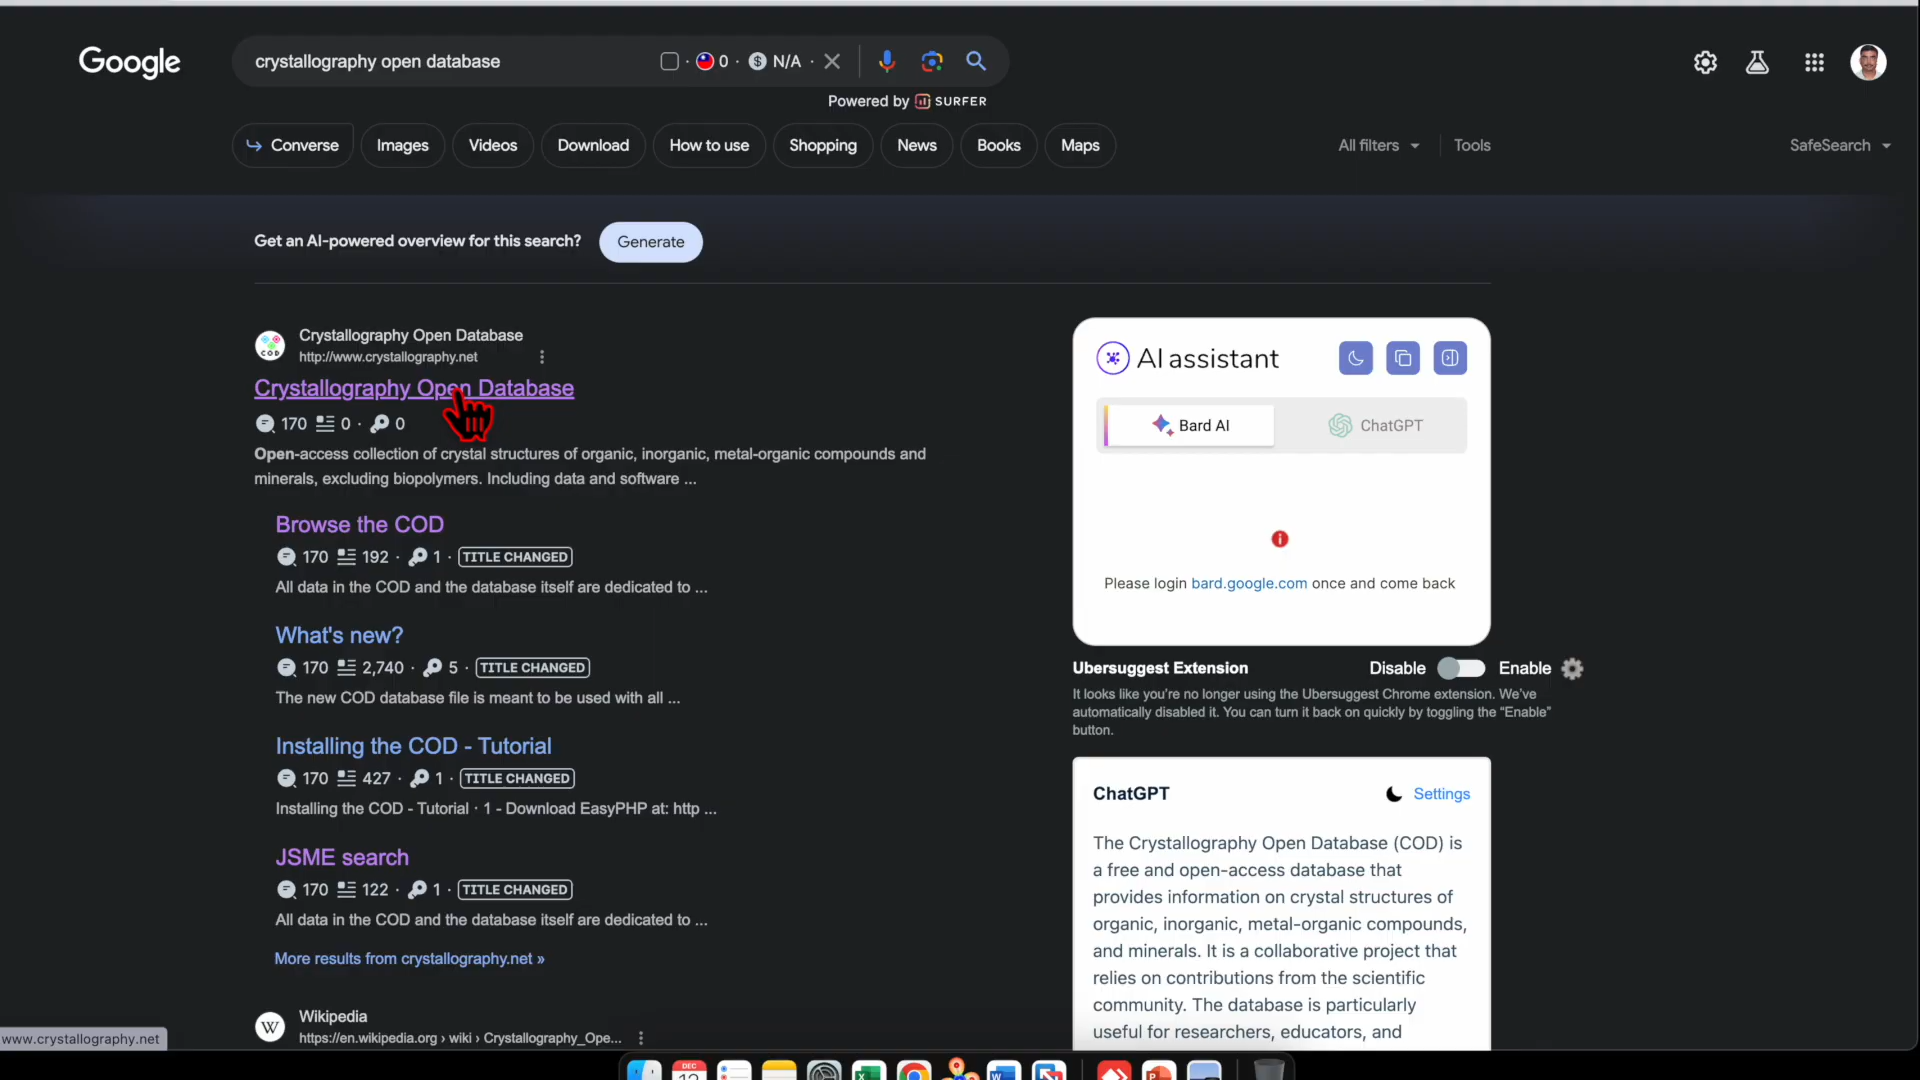 Google
crystallography open database
0 · N/A ·
Powered by SURFER
Converse
Images
Videos
Download
How to use
Shopping
News
Books
Maps
All filters
Tools
SafeSearch
Get an AI-powered overview for this search?
Generate
Crystallography Open Database
http://www.crystallography.net
Crystallography Open Database
170 0 · 0
Open-access collection of crystal structures of organic, inorganic, metal-organic compounds and
minerals, excluding biopolymers. Including data and software ...
Browse the COD
170 192 · 1 · TITLE CHANGED
All data in the COD and the database itself are dedicated to ...
What's new?
170 2,740 · 5 · TITLE CHANGED
The new COD database file is meant to be used with all ...
Installing the COD - Tutorial
170 427 · 1 · TITLE CHANGED
Installing the COD - Tutorial · 1 - Download EasyPHP at: http ...
JSME search
170 122 · 1 · TITLE CHANGED
All data in the COD and the database itself are dedicated to ...
More results from crystallography.net »
Wikipedia
https://en.wikipedia.org › wiki › Crystallography_Ope...
www.crystallography.net
AI assistant
Bard AI
ChatGPT
Please login bard.google.com once and come back
Ubersuggest Extension
Disable
Enable
It looks like you're no longer using the Ubersuggest Chrome extension. We've
automatically disabled it. You can turn it back on quickly by toggling the "Enable"
button.
ChatGPT
Settings
The Crystallography Open Database (COD) is
a free and open-access database that
provides information on crystal structures of
organic, inorganic, metal-organic compounds,
and minerals. It is a collaborative project that
relies on contributions from the scientific
community. The database is particularly
useful for researchers, educators, and
DEC